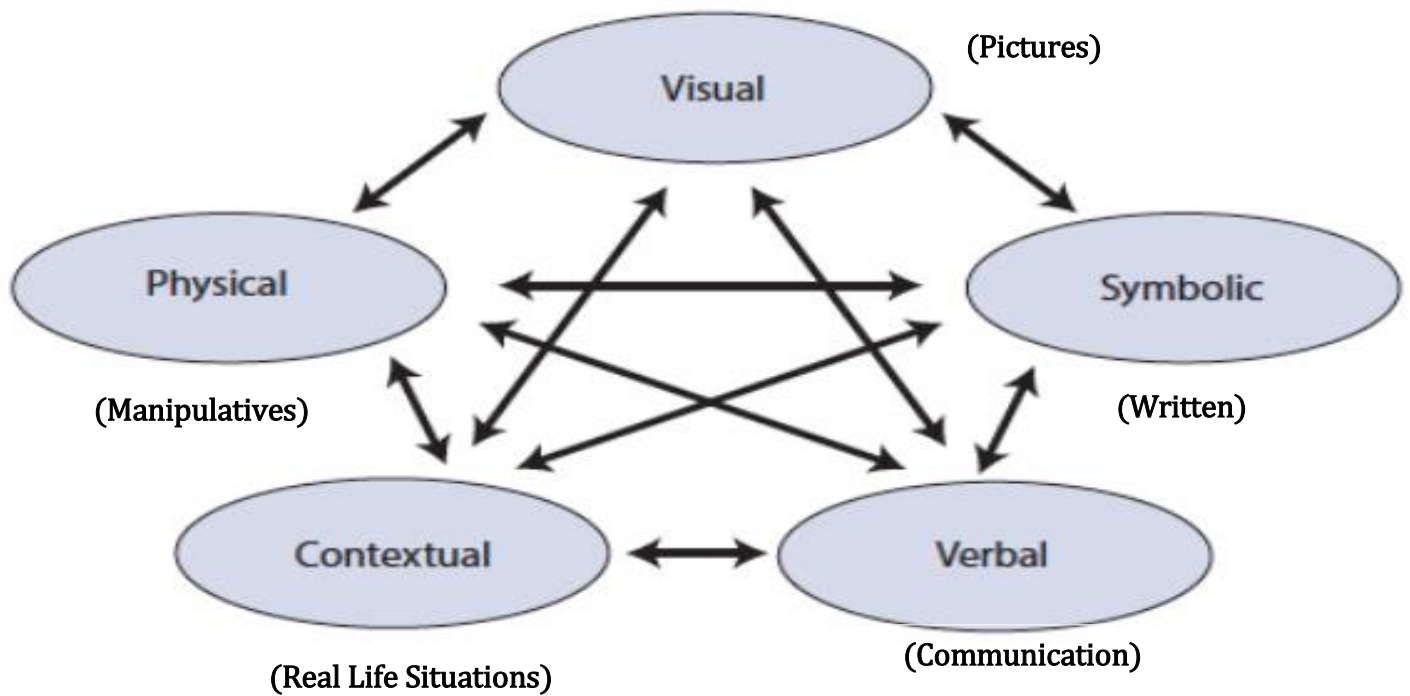 (Pictures)
Visual
Physical
Symbolic
(Manipulatives)
(Written)
Contextual
Verbal
(Real Life Situations)
(Communication)